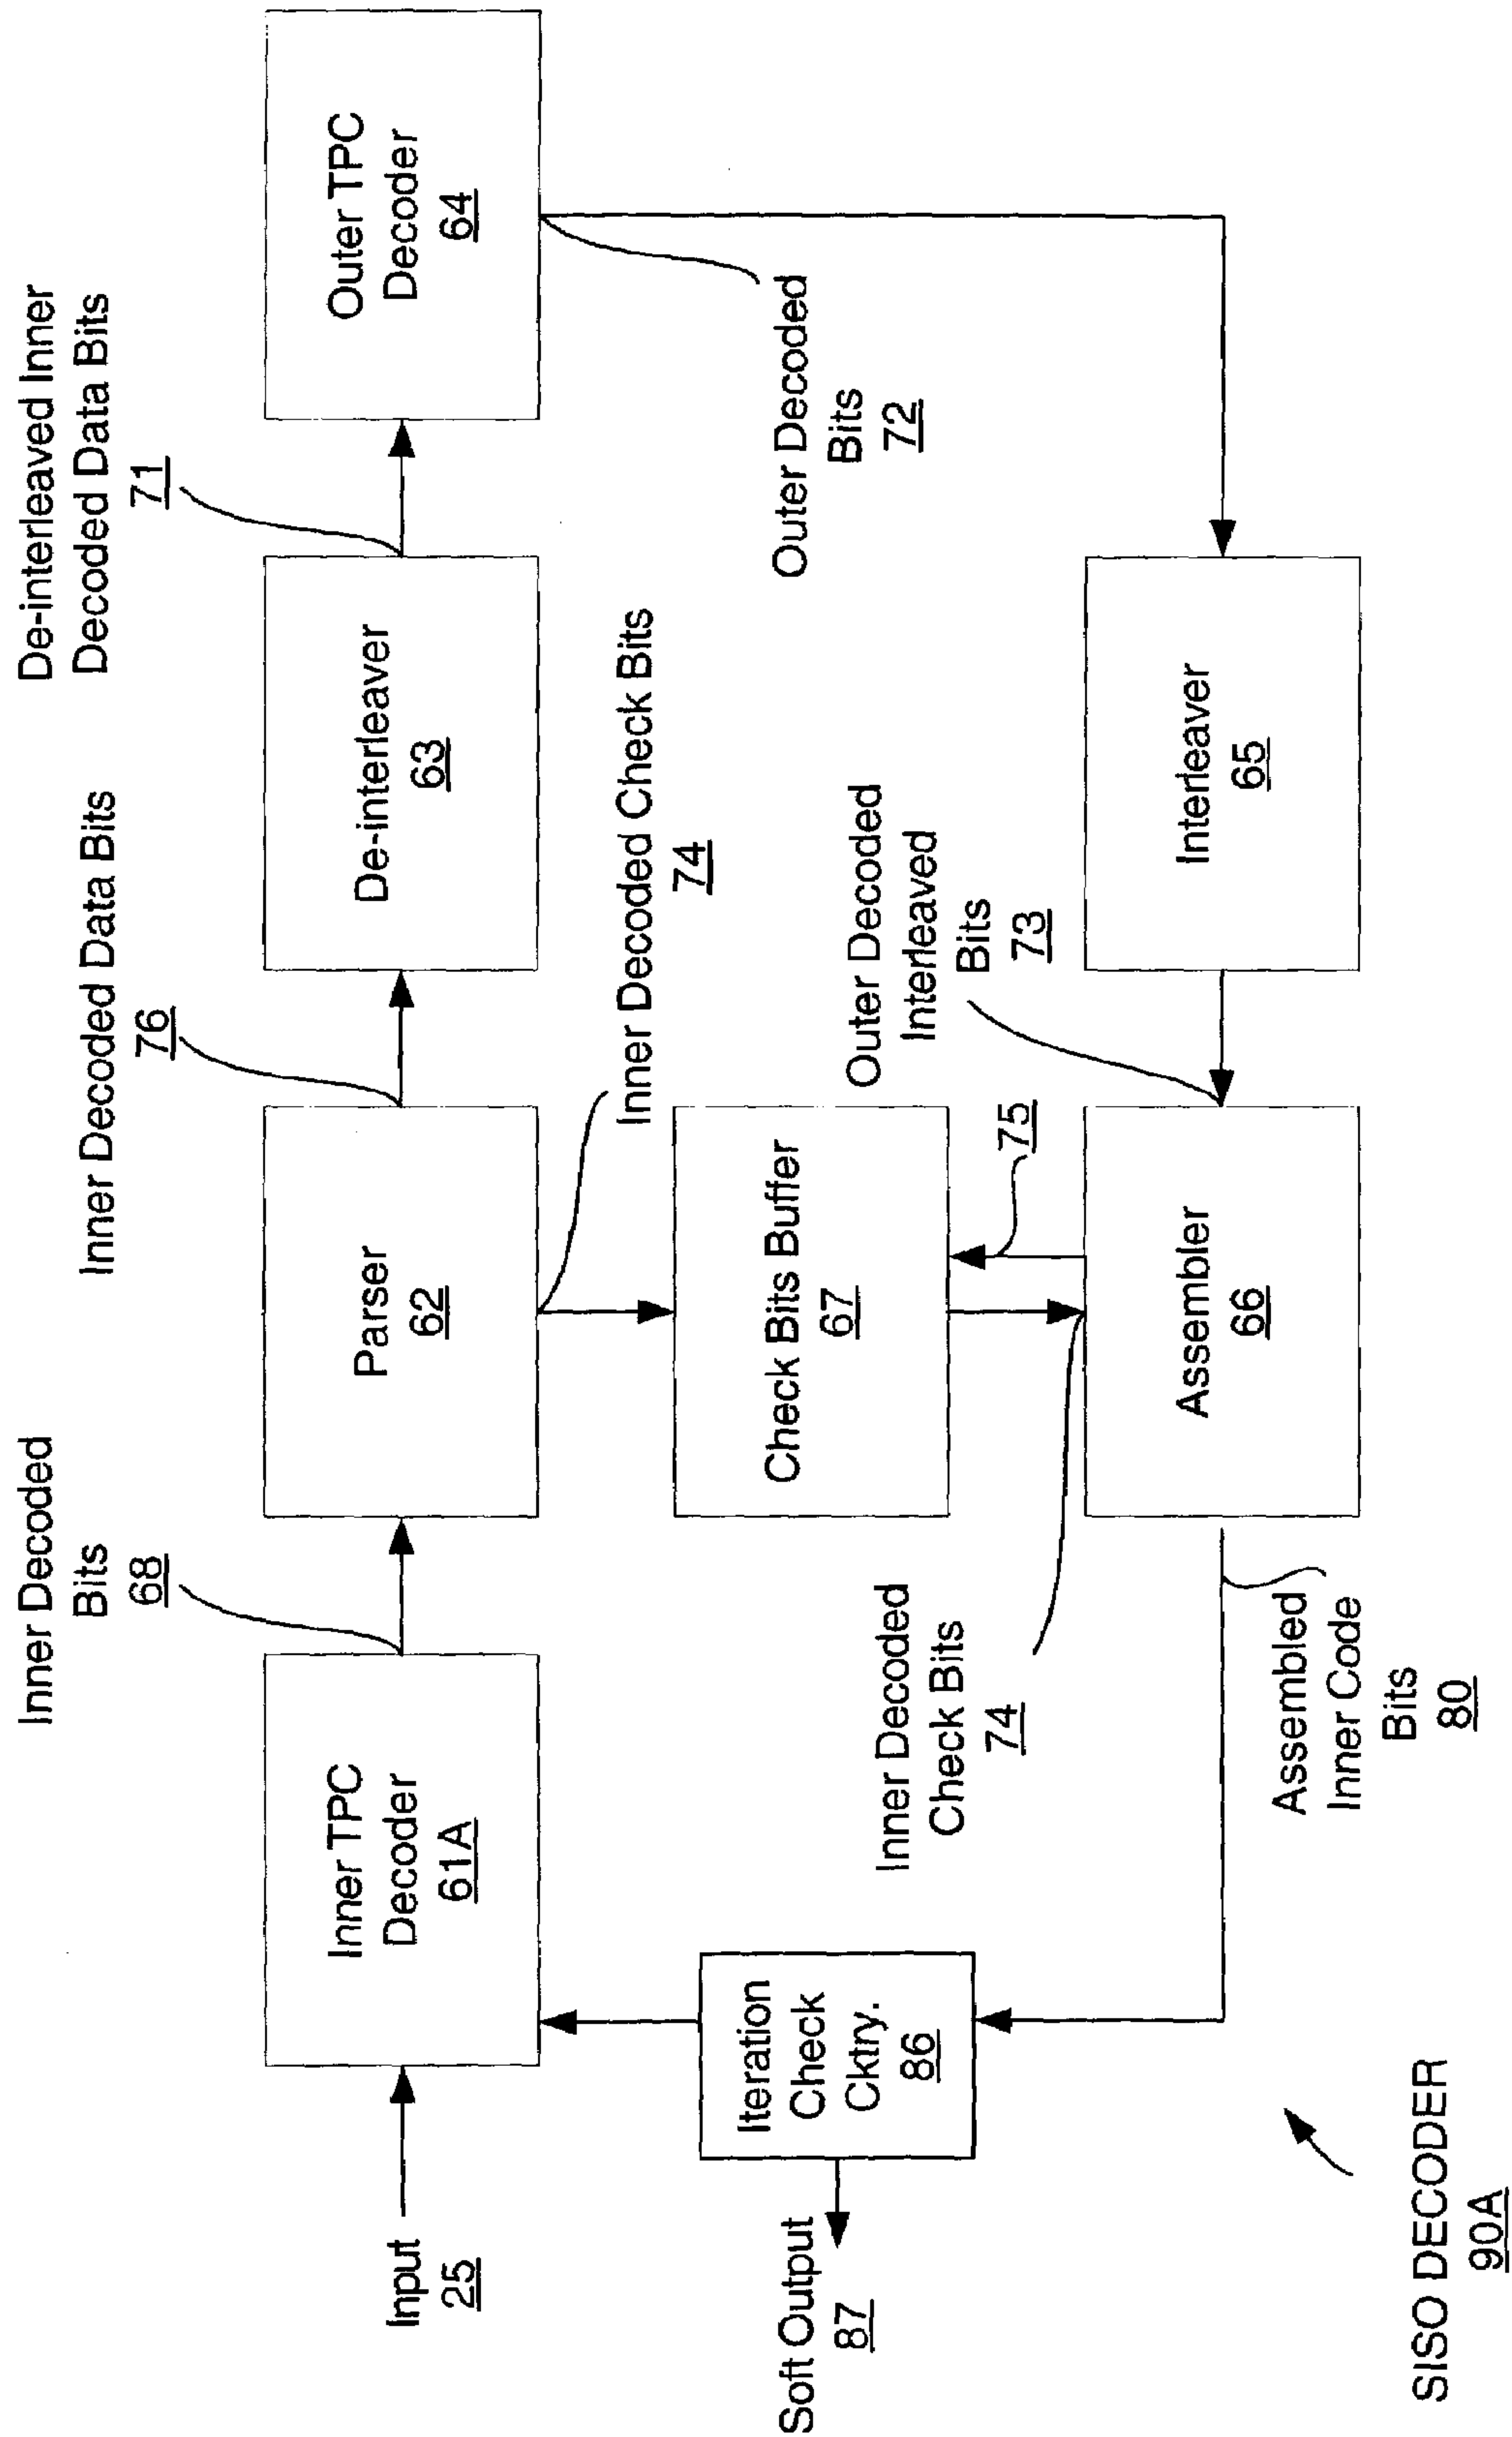 Inner Decoded
Bits
68
Inner Decoded Data Bits
76
De-interleaved Inner
Decoded Data Bits
71
Input
25
Inner TPC
Decoder
61A
Parser
62
De-interleaver
63
Outer TPC
Decoder
64
Inner Decoded Check Bits
74
Outer Decoded
Bits
72
Soft Output
87
Iteration
Check
Cktry.
86
Check Bits Buffer
67
Inner Decoded
Check Bits
74
75
Outer Decoded
Interleaved
Bits
73
Assembler
66
Interleaver
65
Assembled
Inner Code
Bits
80
SISO DECODER
90A